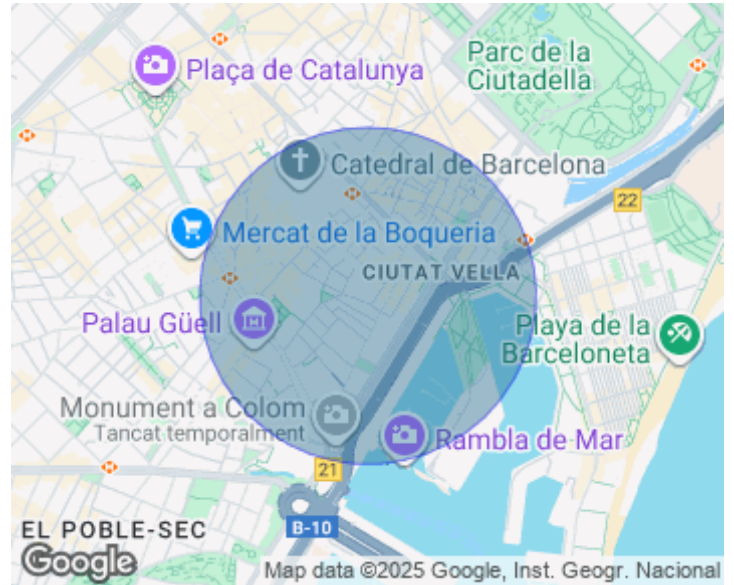 Parc de la
Ciutadella
Plaça de Catalunya
Catedral de Barcelona
22
Mercat de la Boqueria
CIUTAT VELLA
Palau Güell
Playa de la
Barceloneta
Monument a Colom
Tancat temporalment
Rambla de Mar
21
EL POBLE-SEC
B-10
Google
Map data ©2025 Google, Inst. Geogr. Nacional